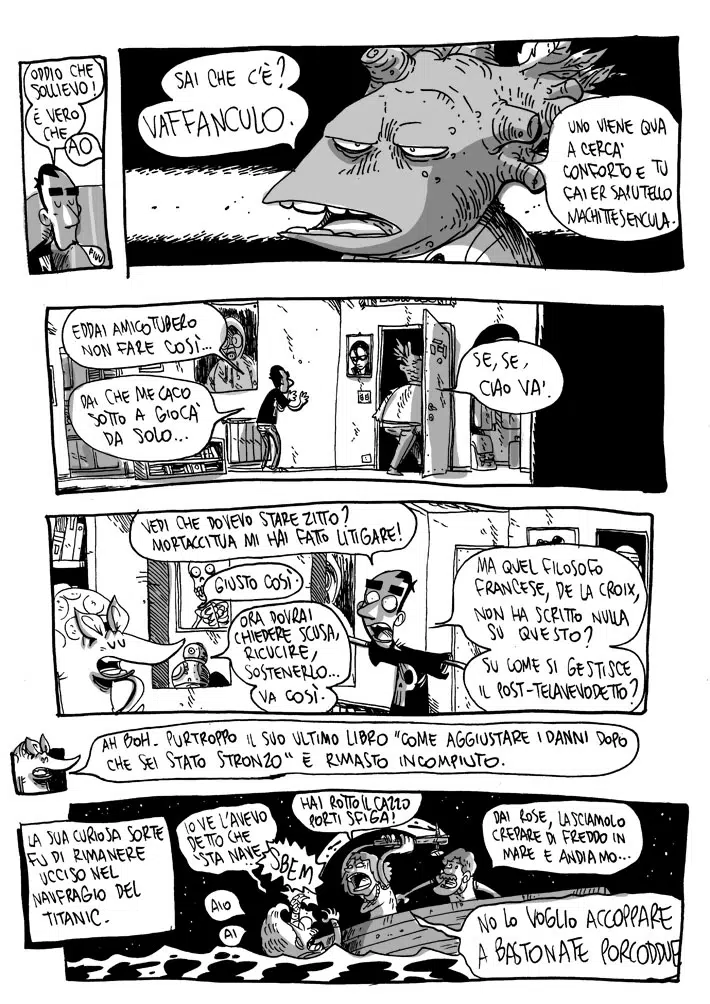 ODDIO CHE
SOLLIEVO!
È VERO
CHE
AO
SAI CHE C'È?
VAFFANCULO.
UNO VIENE QUA
A CERCA'
CONFORTO E TU
FAI ER SAPUTELLO
MACHITTESENCULA.
EDDAI AMICO TUBERO
NON FARE COSÌ...
DAI CHE ME CACO
SOTTO A GIOCA'
DA SOLO...
SE, SE,
CIAO VA'.
VEDI CHE DOVEVO STARE ZITTO?
MORTACCITUA MI HAI FATTO LITIGARE!
GIUSTO COSÌ.
ORA DOVRAI
CHIEDERE SCUSA,
RICUCIRE,
SOSTENERLO...
VA COSÌ.
MA QUEL FILOSOFO
FRANCESE, DE LA CROIX,
NON HA SCRITTO NULLA
SU QUESTO?
SU COME SI GESTISCE
IL POST-TELAVEVODETTO?
AH BOH. PURTROPPO IL SUO ULTIMO LIBRO "COME AGGIUSTARE I DANNI DOPO
CHE SEI STATO STRONZO" È RIMASTO INCOMPIUTO.
LA SUA CURIOSA SORTE
FU DI RIMANERE
UCCISO NEL
NAUFRAGIO DEL
TITANIC.
IO VE L'AVEVO
DETTO CHE
'STA NAVE
SBEM
AIO
AI
HAI ROTTO IL CAZZO
PORTI SFIGA!
DAI ROSE, LASCIAMOLO
CREPARE DI FREDDO IN
MARE E ANDIAMO...
NO LO VOGLIO ACCOPPARE
A BASTONATE PORCODDUE